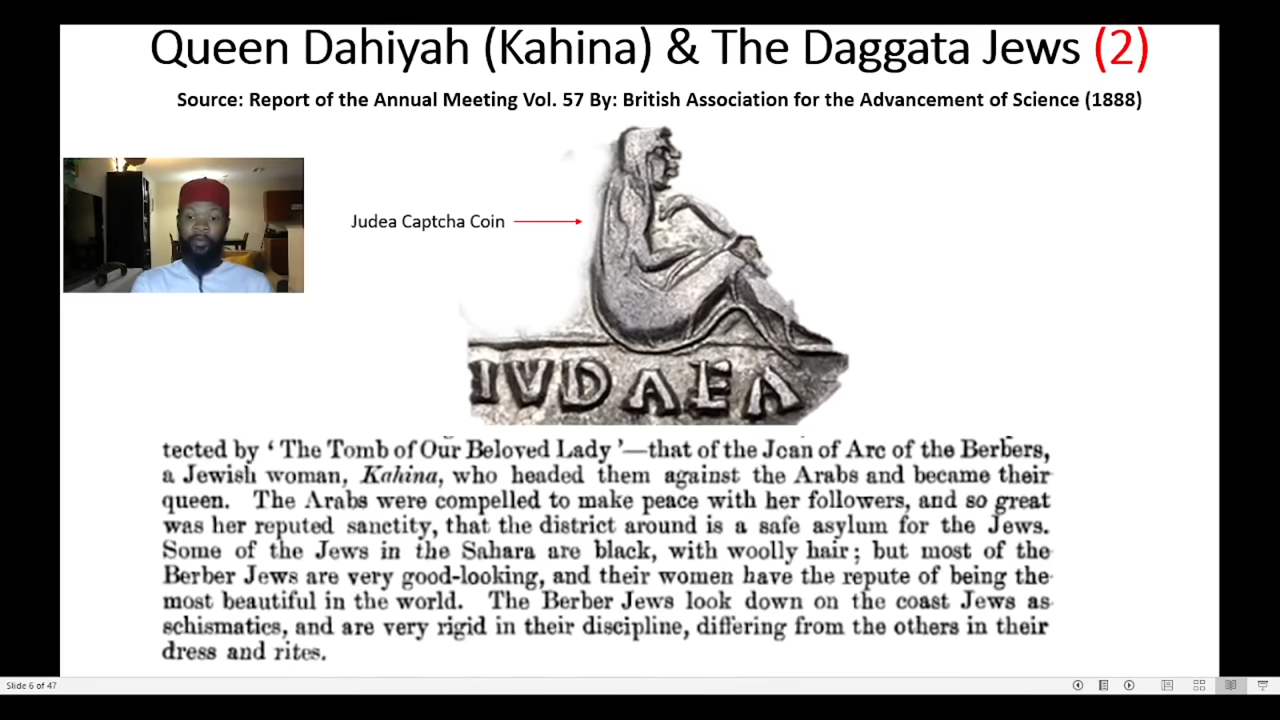 Queen Dahiyah (Kahina) & The Daggata Jews (2)
Source: Report of the Annual Meeting Vol. 57 By: British Association for the Advancement of Science (1888)
Judea Captcha Coin
IVDAEA
tected by ‘The Tomb of Our Beloved Lady’—that of the Joan of Arc of the Berbers,
a Jewish woman, Kahina, who headed them against the Arabs and became their
queen. The Arabs were compelled to make peace with her followers, and so great
was her reputed sanctity, that the district around is a safe asylum for the Jews.
Some of the Jews in the Sahara are black, with woolly hair; but most of the
Berber Jews are very good-looking, and their women have the repute of being the
most beautiful in the world. The Berber Jews look down on the coast Jews as
schismatics, and are very rigid in their discipline, differing from the others in their
dress and rites.
Slide 6 of 47